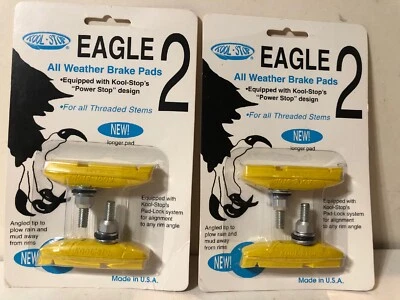 KOOL·STOP
EAGLE 2
All Weather Brake Pads
•Equipped with Kool-Stop's
"Power Stop" design
•For all Threaded Stems
NEW!
longer pad
Equipped with
Kool-Stop's
Pad-Lock system
for alignment
to any rim angle
Angled tip to
plow rain and
mud away
from rims
NEW!
Made in U.S.A.
KOOL·STOP
EAGLE 2
All Weather Brake Pads
•Equipped with Kool-Stop's
"Power Stop" design
•For all Threaded Stems
NEW!
longer pad
Equipped with
Kool-Stop's
Pad-Lock system
for alignment
to any rim angle
Angled tip to
plow rain and
mud away
from rims
NEW!
Made in U.S.A.